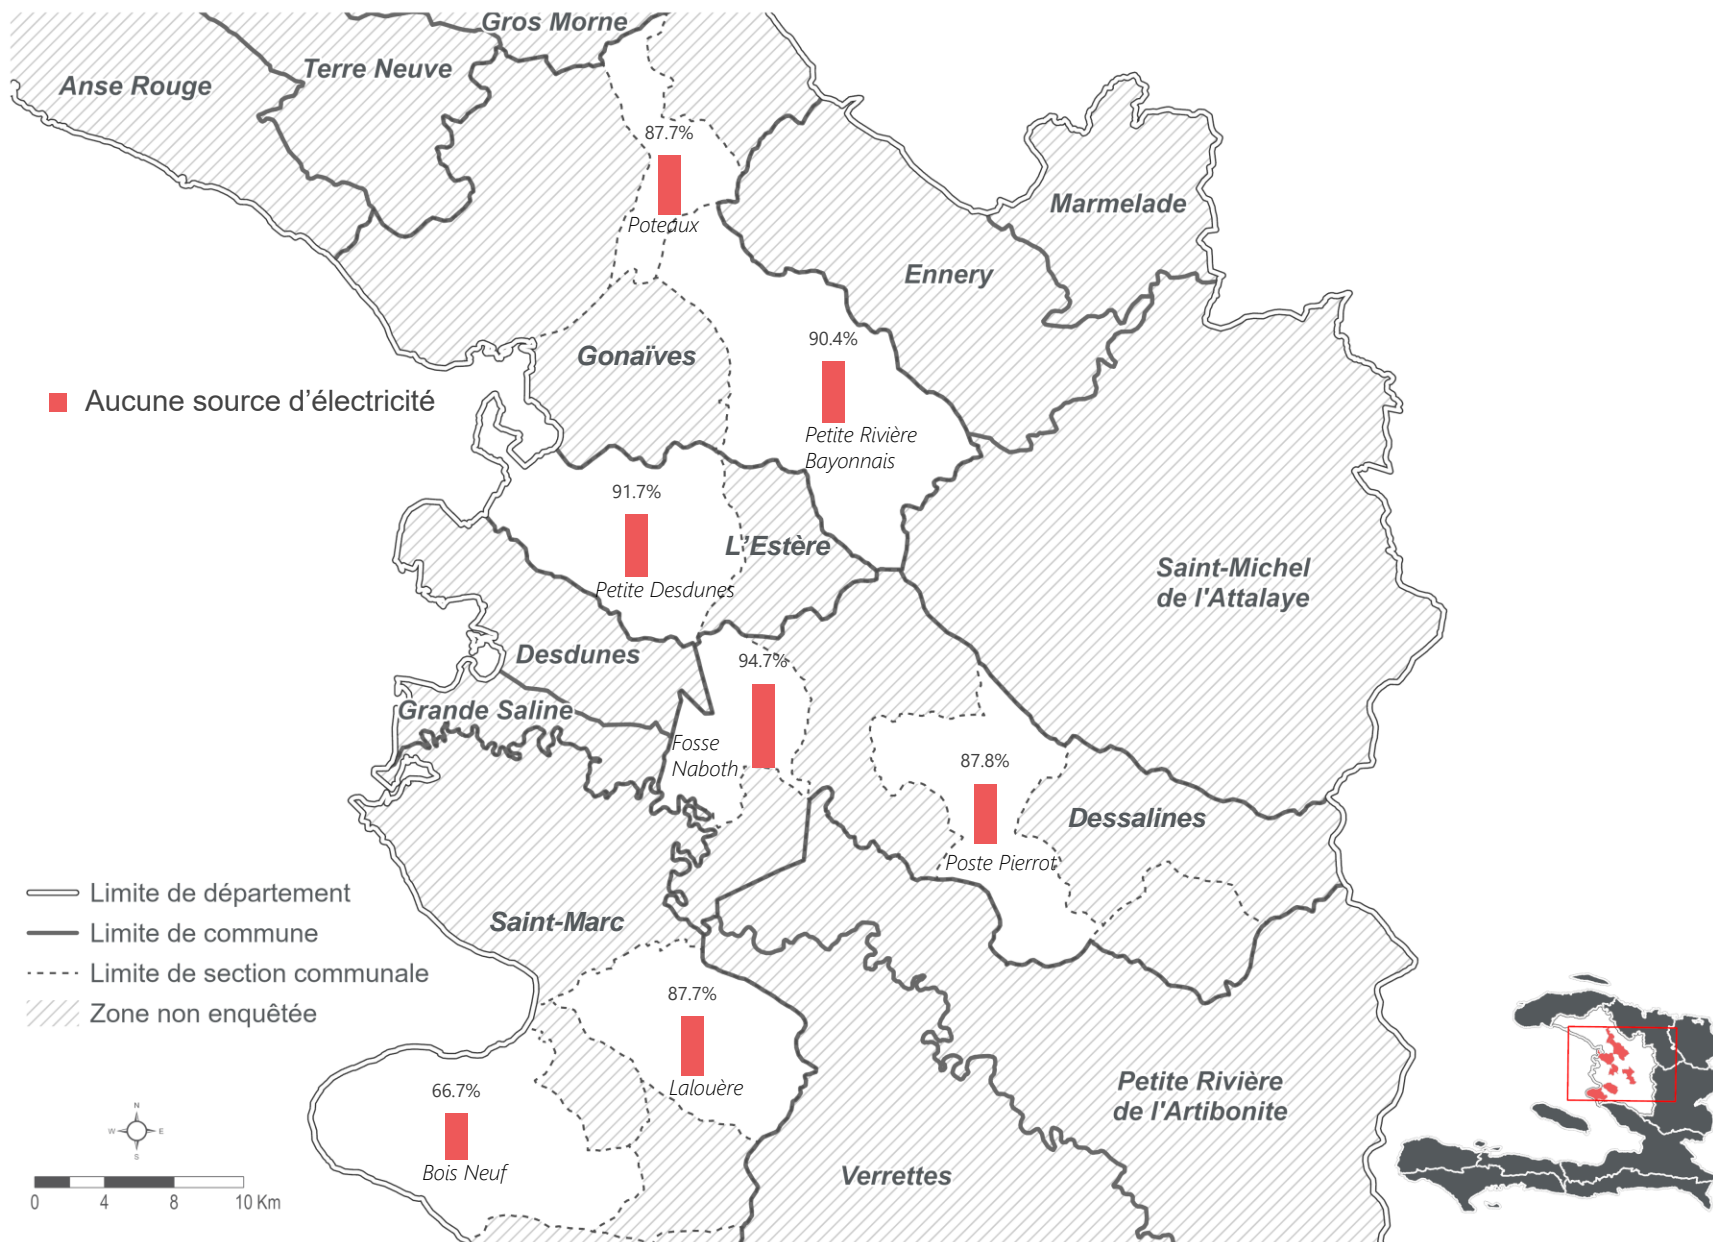 Gros Morne
Terre Neuve
Anse Rouge
87.7%
Poteaux
Marmelade
Ennery
90.4%
Gonaïves
Petite Rivière
Bayonnais
Aucune source d'électricité
91.7%
L'Estère
Petite Desdunes
Saint-Michel
de l'Attalaye
Desdunes
94.7%
Grande Saline
Fosse
Naboth
87.8%
Dessalines
Poste Pierrot
Limite de département
Limite de commune
Limite de section communale
Zone non enquêtée
Saint-Marc
87.7%
Lalouère
66.7%
Bois Neuf
Petite Rivière
de l'Artibonite
Verrettes
N
W E
S
0 4 8 10 Km